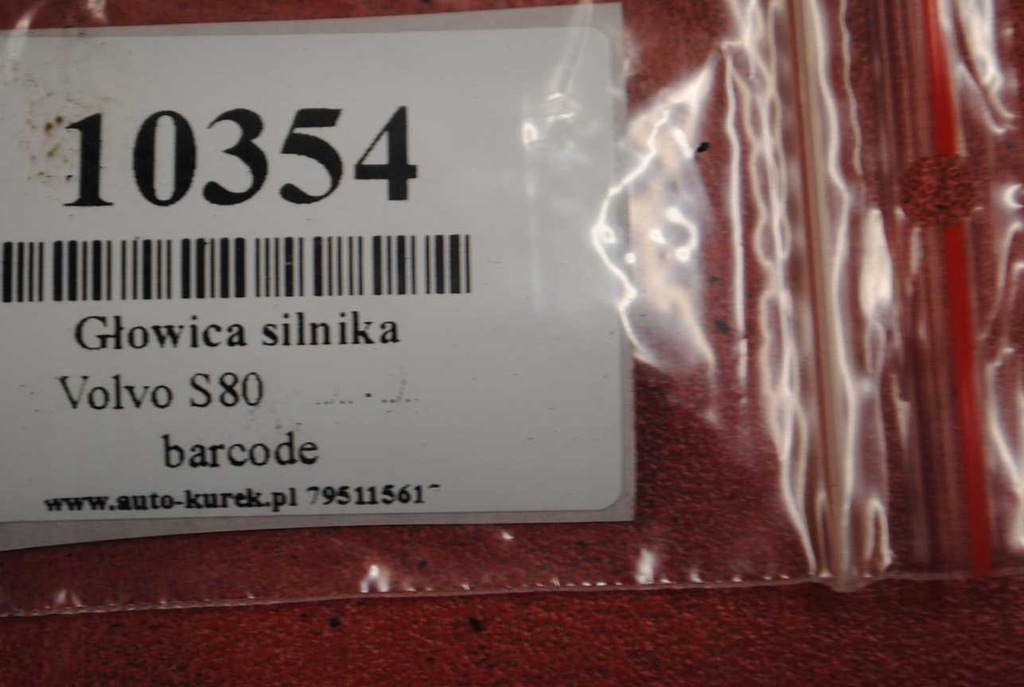 10354
Głowica silnika
Volvo S80
barcode
www.auto-kurek.pl